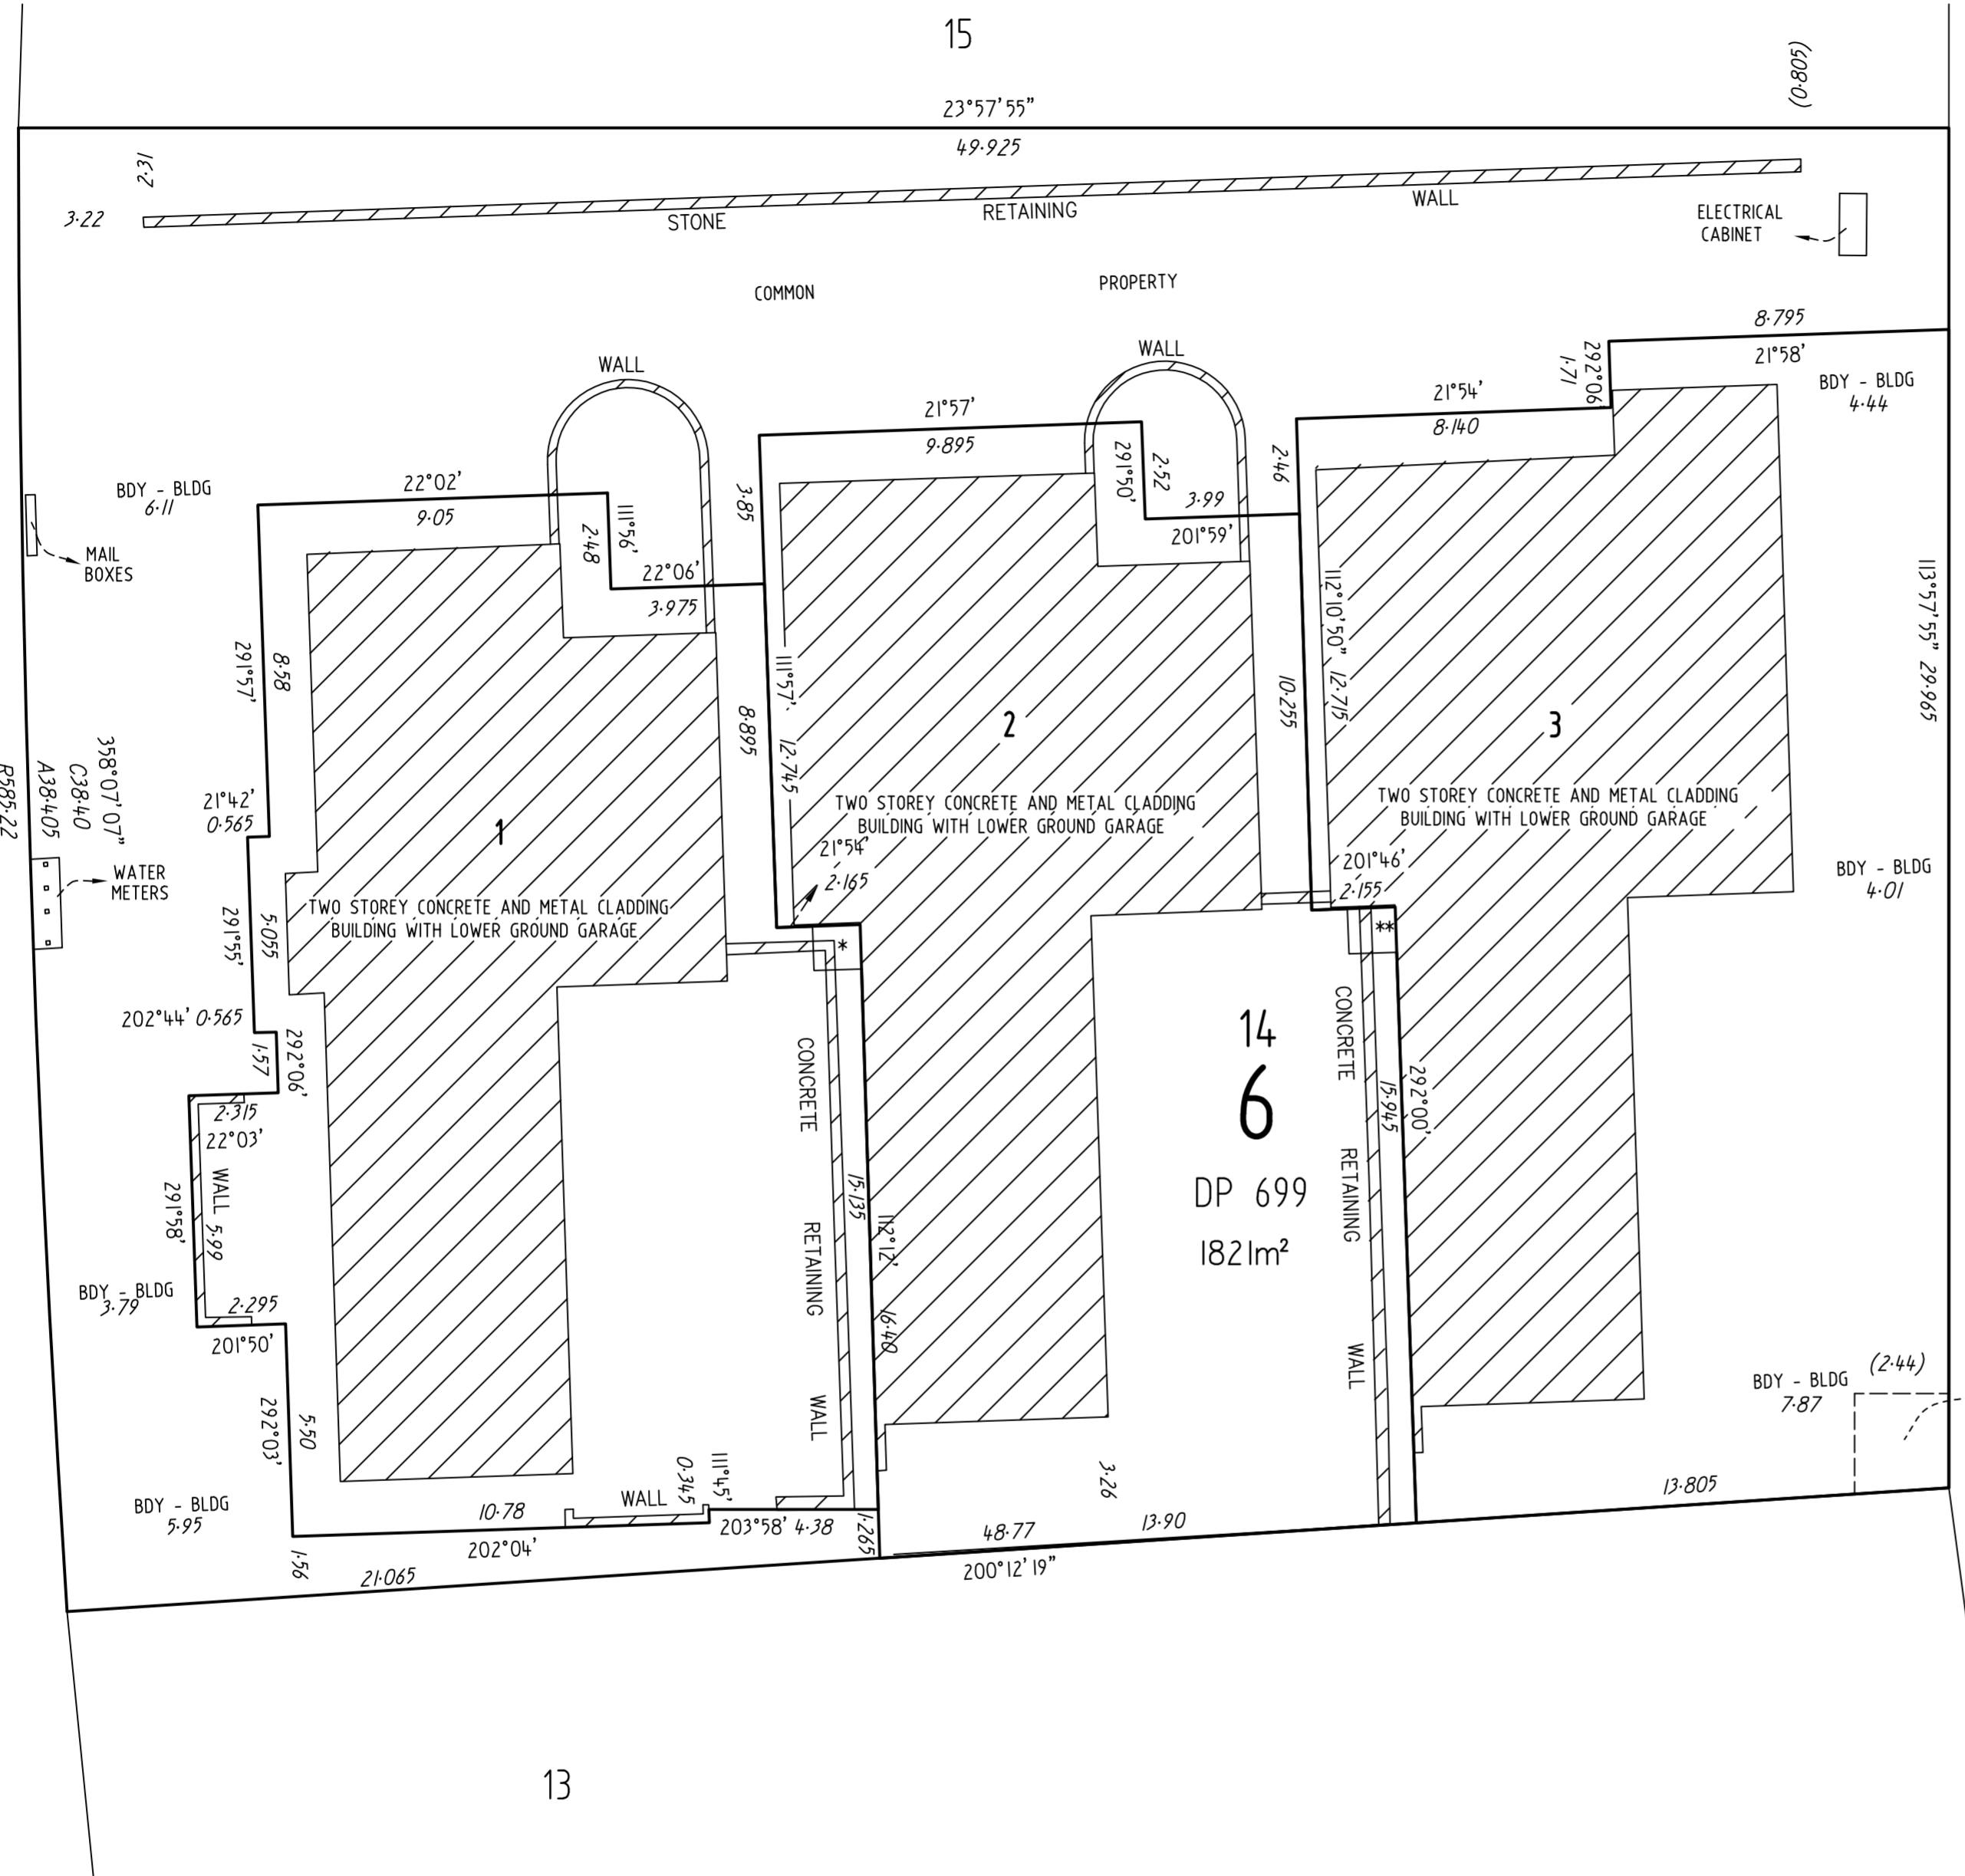 15
(0.805)
23°57'55"
49.925
2.31
3.22
STONE RETAINING WALL
ELECTRICAL
CABINET
COMMON PROPERTY
8.795
21°58'
292°06'
1.71
BDY - BLDG
4.44
WALL
WALL
21°57'
9.895
21°54'
8.140
291°50'
2.52
2.46
3.99
201°59'
BDY - BLDG
6.11
22°02'
9.05
3.85
111°56'
2.48
22°06'
3.975
MAIL
BOXES
113°57'55" 29.965
112°10'50" 12.715
10.255
291°57'
8.58
111°57' 12.745
8.895
2
3
358°07'07"
C38.40
A38.405
R585.22
21°42'
0.565
1
TWO STOREY CONCRETE AND METAL CLADDING
BUILDING WITH LOWER GROUND GARAGE
TWO STOREY CONCRETE AND METAL CLADDING
BUILDING WITH LOWER GROUND GARAGE
21°54'
2.165
201°46'
2.155
BDY - BLDG
4.01
WATER
METERS
TWO STOREY CONCRETE AND METAL CLADDING
BUILDING WITH LOWER GROUND GARAGE
291°55'
5.055
*
**
202°44' 0.565
292°06'
1.57
CONCRETE RETAINING WALL
CONCRETE RETAINING WALL
14
6
DP 699
1821m²
15.945
292°00'
2.315
22°03'
WALL 5.99
291°58'
15.135
112°12'
16.40
BDY - BLDG
3.79
2.295
201°50'
292°03'
5.50
BDY - BLDG
7.87
(2.44)
BDY - BLDG
5.95
10.78
WALL
0.345
111°45'
202°04'
203°58' 4.38
1.265
3.26
48.77
13.90
13.805
200°12'19"
1.56
21.065
13